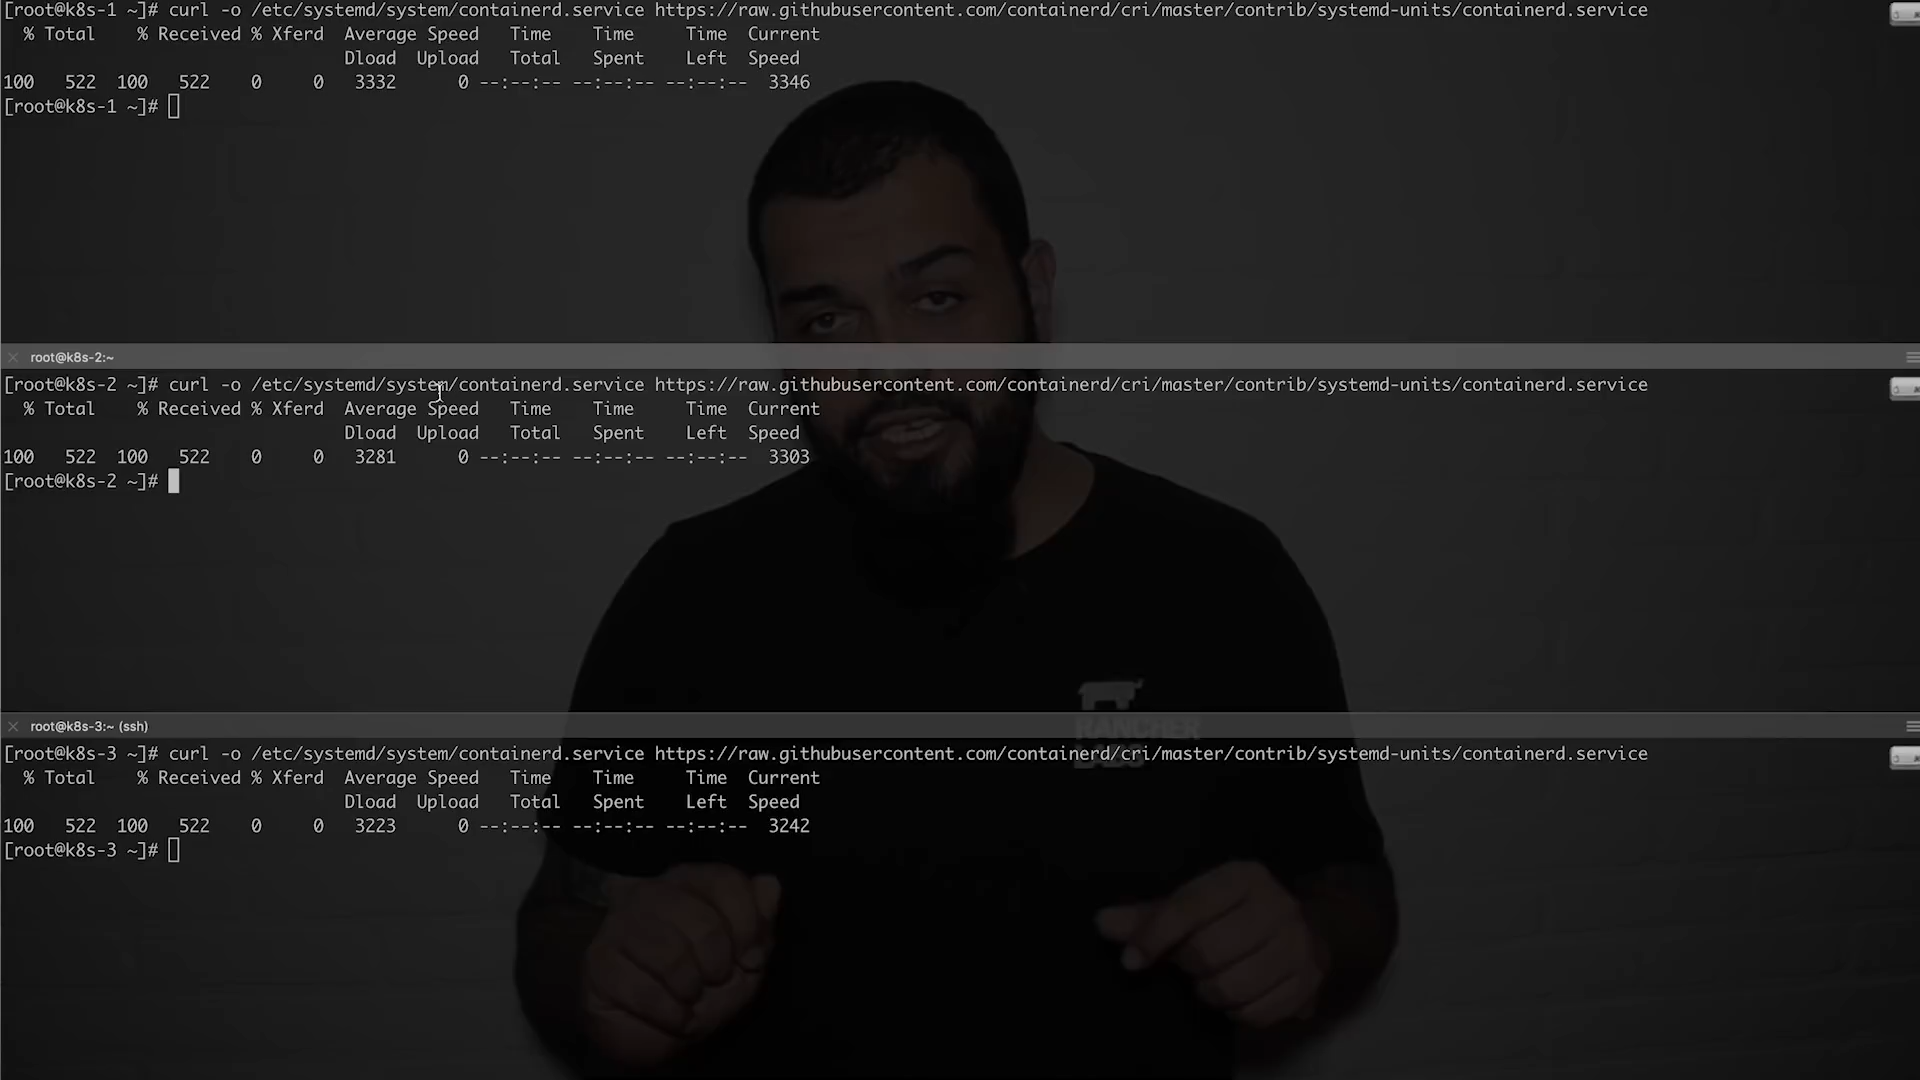 [root@k8s-1 ~]# curl -o /etc/systemd/system/containerd.service https://raw.githubusercontent.com/containerd/cri/master/contrib/systemd-units/containerd.service
% Total % Received % Xferd Average Speed Time Time Time Current
Dload Upload Total Spent Left Speed
100 522 100 522 0 0 3332 0 --:--:-- --:--:-- --:--:-- 3346
[root@k8s-1 ~]#
root@k8s-2:~
[root@k8s-2 ~]# curl -o /etc/systemd/system/containerd.service https://raw.githubusercontent.com/containerd/cri/master/contrib/systemd-units/containerd.service
% Total % Received % Xferd Average Speed Time Time Time Current
Dload Upload Total Spent Left Speed
100 522 100 522 0 0 3281 0 --:--:-- --:--:-- --:--:-- 3303
[root@k8s-2 ~]#
root@k8s-3:~ (ssh)
RANCHER
LABS
[root@k8s-3 ~]# curl -o /etc/systemd/system/containerd.service https://raw.githubusercontent.com/containerd/cri/master/contrib/systemd-units/containerd.service
% Total % Received % Xferd Average Speed Time Time Time Current
Dload Upload Total Spent Left Speed
100 522 100 522 0 0 3223 0 --:--:-- --:--:-- --:--:-- 3242
[root@k8s-3 ~]#